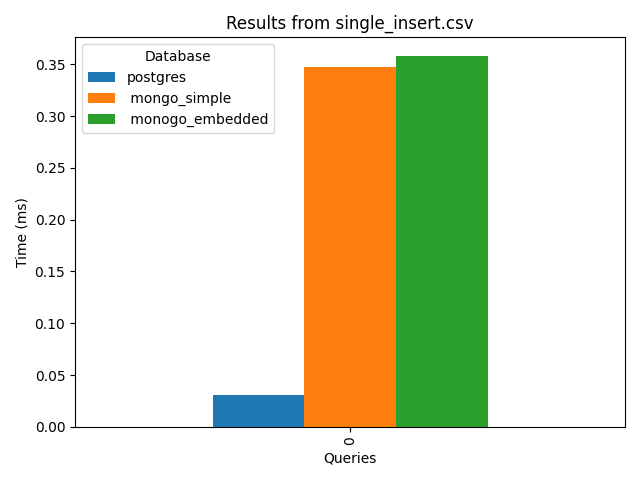 Results from single_insert.csv
Database
postgres
mongo_simple
monogo_embedded
Time (ms)
0.35
0.30
0.25
0.20
0.15
0.10
0.05
0.00
0
Queries